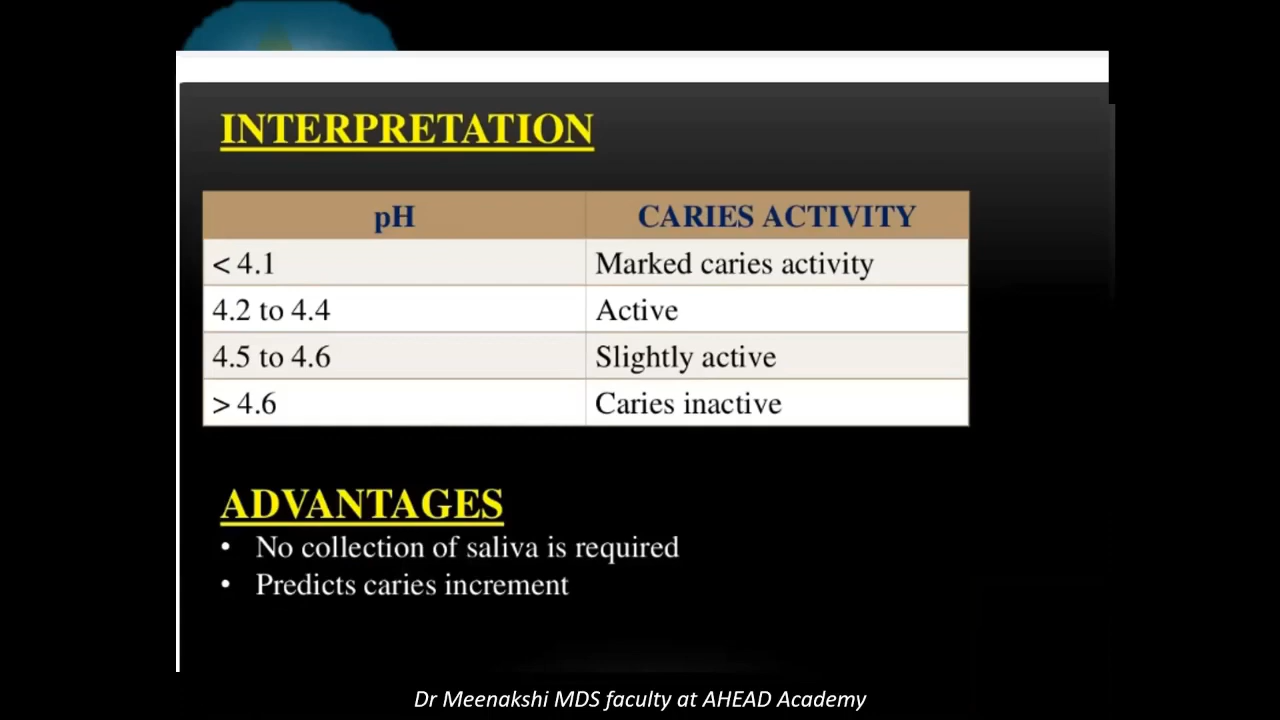 INTERPRETATION
pH CARIES ACTIVITY
< 4.1 Marked caries activity
4.2 to 4.4 Active
4.5 to 4.6 Slightly active
> 4.6 Caries inactive
ADVANTAGES
• No collection of saliva is required
• Predicts caries increment
Dr Meenakshi MDS faculty at AHEAD Academy